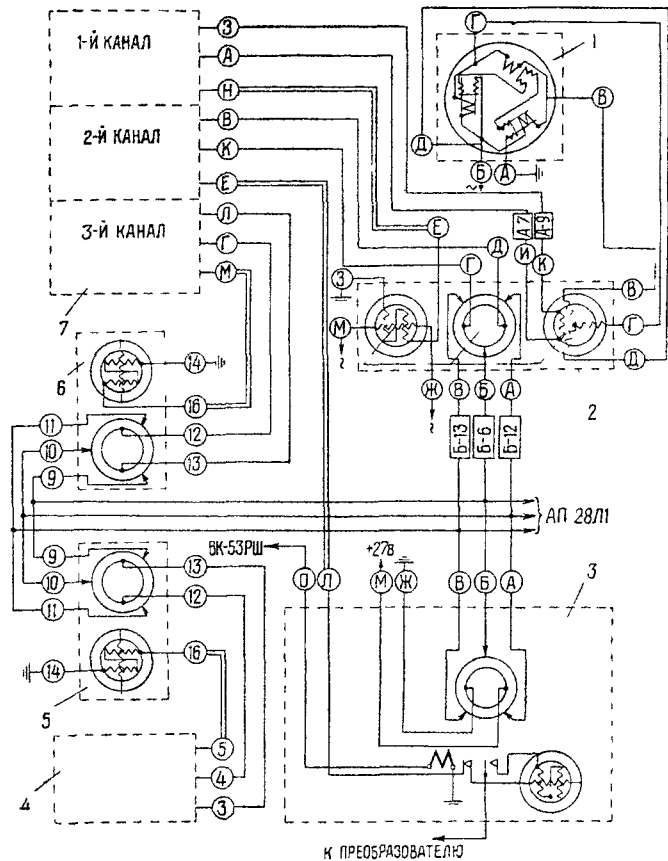 1-й КАНАЛ
З
А
Н
2-й КАНАЛ
В
К
Е
3-й КАНАЛ
Л
Г
М
7
Г
1
В
Д
Б
А
~
А-7
А-9
И
К
Е
Д
Г
З
М
~
Ж
~
В
Б
А
В
Г
Д
2
Б-13
Б-6
Б-12
6
14
16
11
10
9
12
13
АП 28Л1
ВК-53РШ
+27В
О
Л
М
Ж
В
Б
А
3
9
10
11
13
12
16
14
5
4
5
4
3
К ПРЕОБРАЗОВАТЕЛЮ